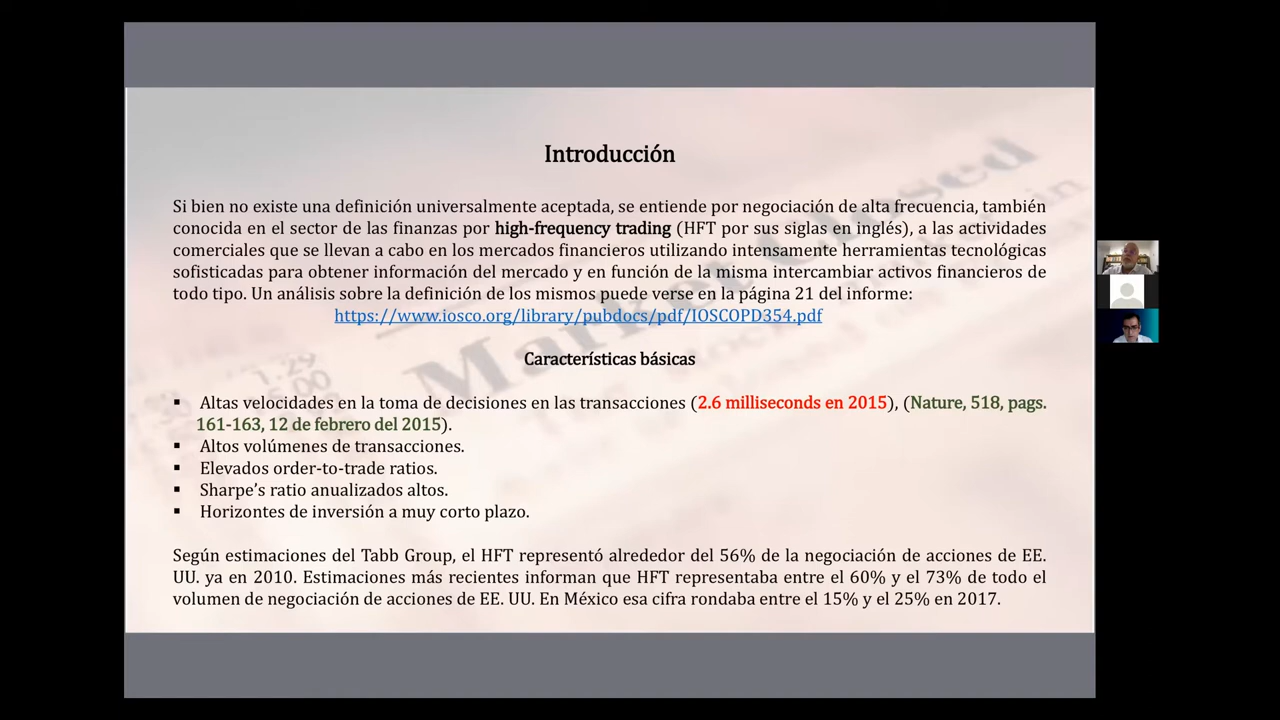 Introducción
Si bien no existe una definición universalmente aceptada, se entiende por negociación de alta frecuencia, también
conocida en el sector de las finanzas por high-frequency trading (HFT por sus siglas en inglés), a las actividades
comerciales que se llevan a cabo en los mercados financieros utilizando intensamente herramientas tecnológicas
sofisticadas para obtener información del mercado y en función de la misma intercambiar activos financieros de
todo tipo. Un análisis sobre la definición de los mismos puede verse en la página 21 del informe:
https://www.iosco.org/library/pubdocs/pdf/IOSCOPD354.pdf
Características básicas
▪ Altas velocidades en la toma de decisiones en las transacciones (2.6 milliseconds en 2015), (Nature, 518, pags.
161-163, 12 de febrero del 2015).
▪ Altos volúmenes de transacciones.
▪ Elevados order-to-trade ratios.
▪ Sharpe's ratio anualizados altos.
▪ Horizontes de inversión a muy corto plazo.
Según estimaciones del Tabb Group, el HFT representó alrededor del 56% de la negociación de acciones de EE.
UU. ya en 2010. Estimaciones más recientes informan que HFT representaba entre el 60% y el 73% de todo el
volumen de negociación de acciones de EE. UU. En México esa cifra rondaba entre el 15% y el 25% en 2017.
Market Closed